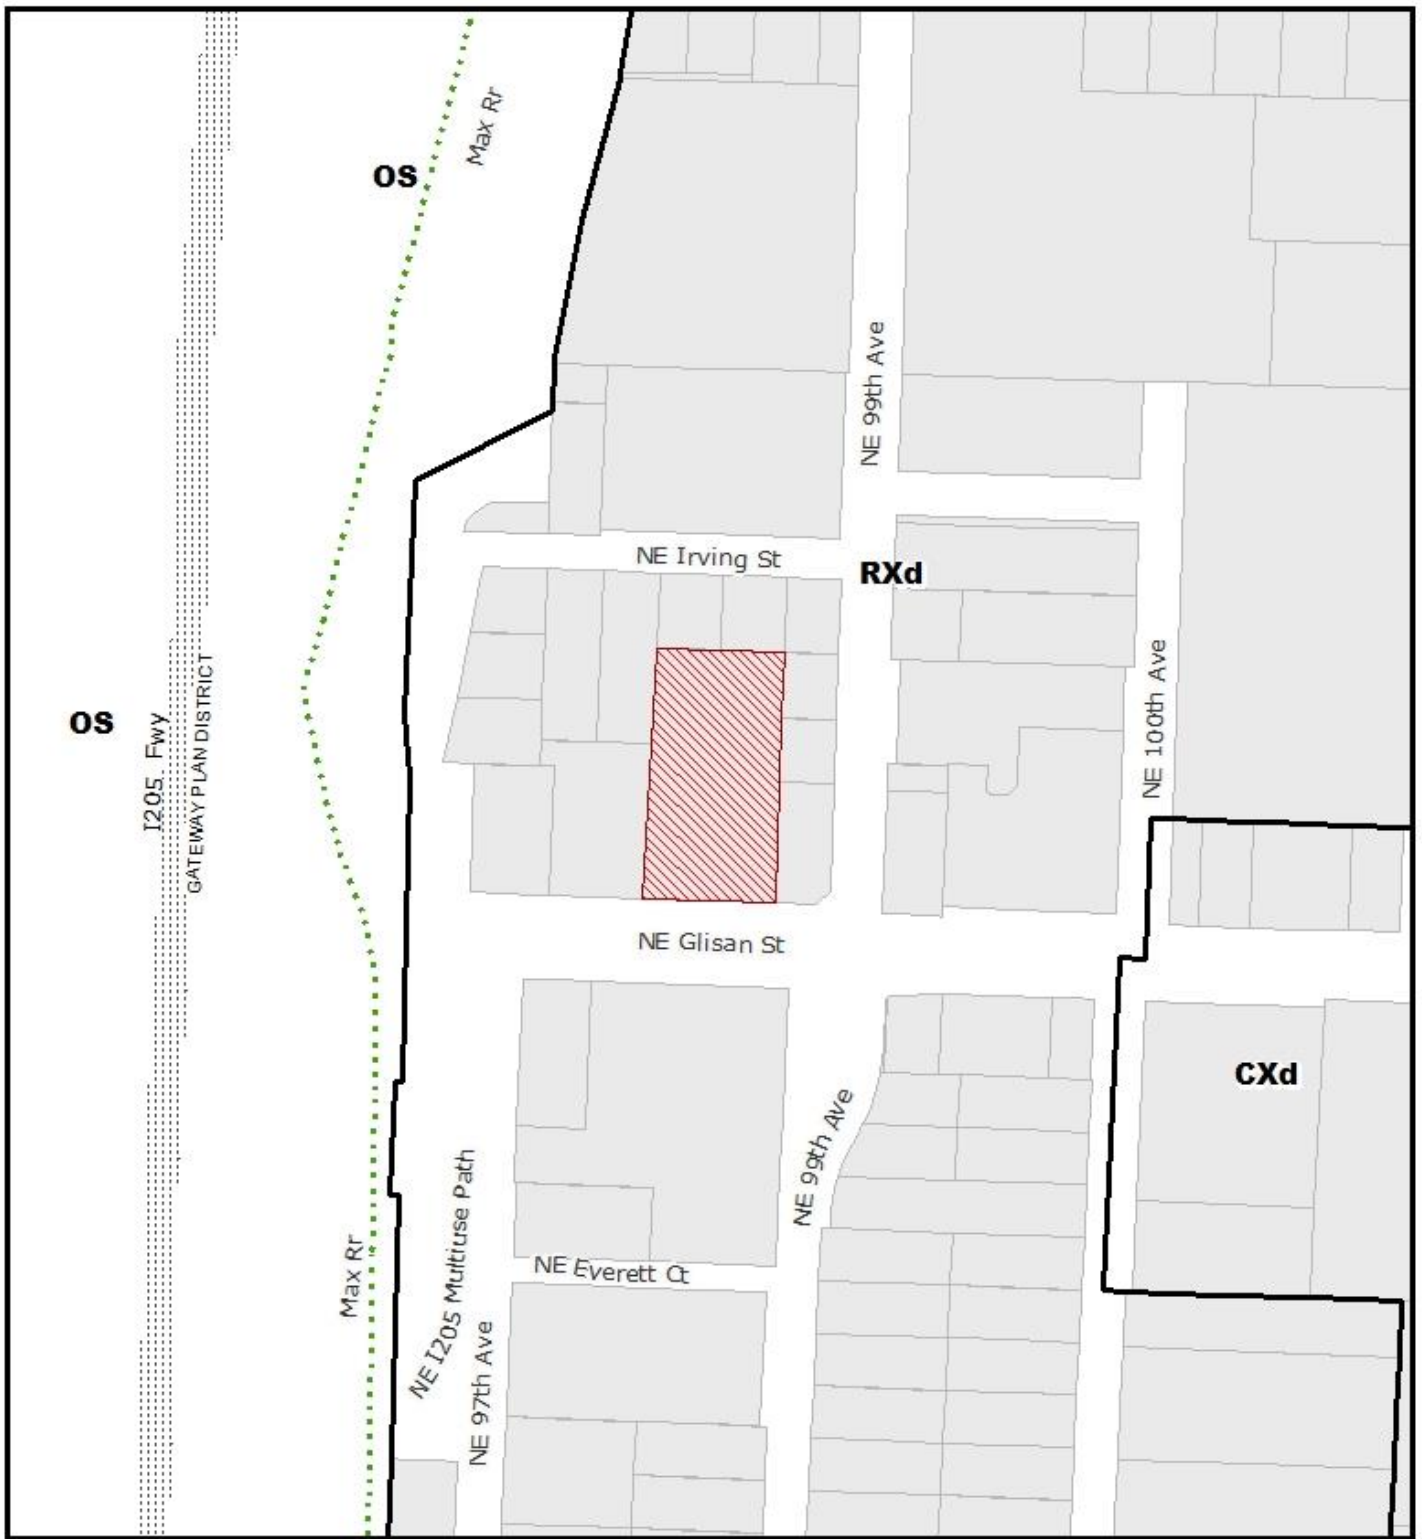 Max Rr
OS
NE 99th Ave
NE Irving St
RXd
NE 100th Ave
OS
I205 Fwy
GATEWAY PLAN DISTRICT
NE Glisan St
CXd
NE 99th Ave
NE I205 Multiuse Path
Max Rr
NE Everett Ct
NE 97th Ave